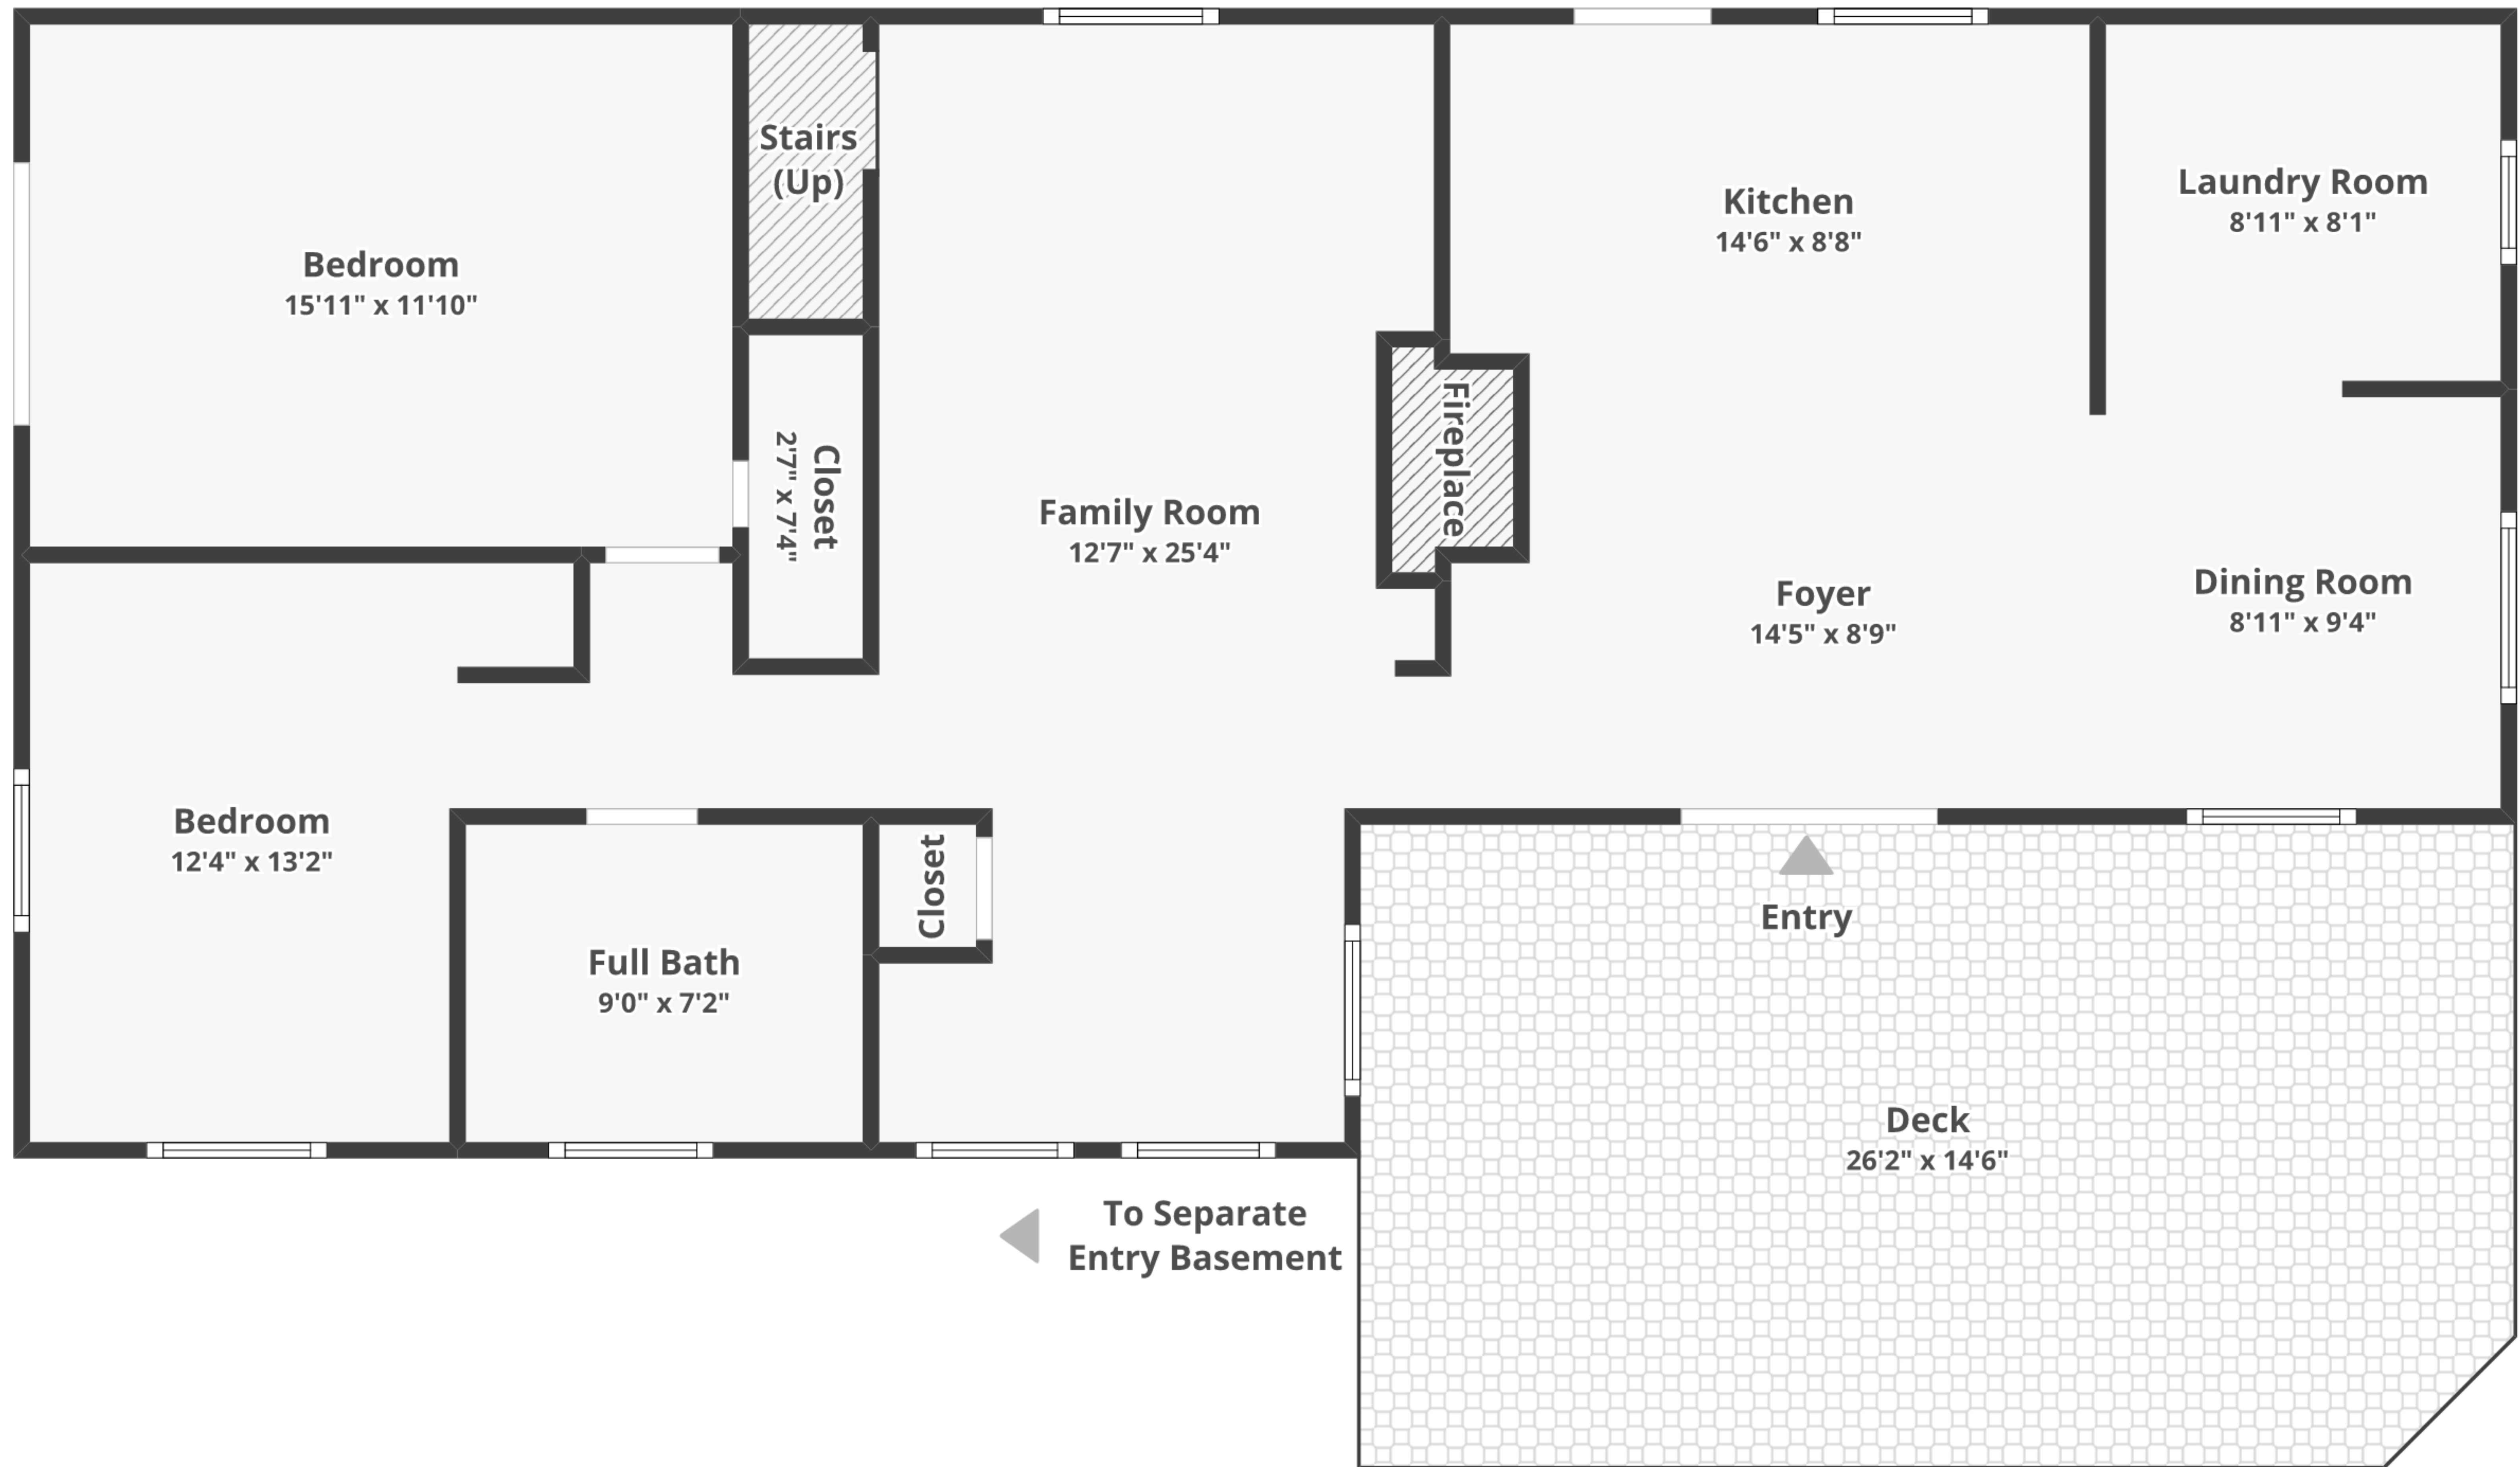 Stairs
(Up)
Bedroom
15'11" x 11'10"
Closet
2'7" x 7'4"
Family Room
12'7" x 25'4"
Fireplace
Kitchen
14'6" x 8'8"
Laundry Room
8'11" x 8'1"
Foyer
14'5" x 8'9"
Dining Room
8'11" x 9'4"
Bedroom
12'4" x 13'2"
Full Bath
9'0" x 7'2"
Closet
Entry
Deck
26'2" x 14'6"
To Separate
Entry Basement